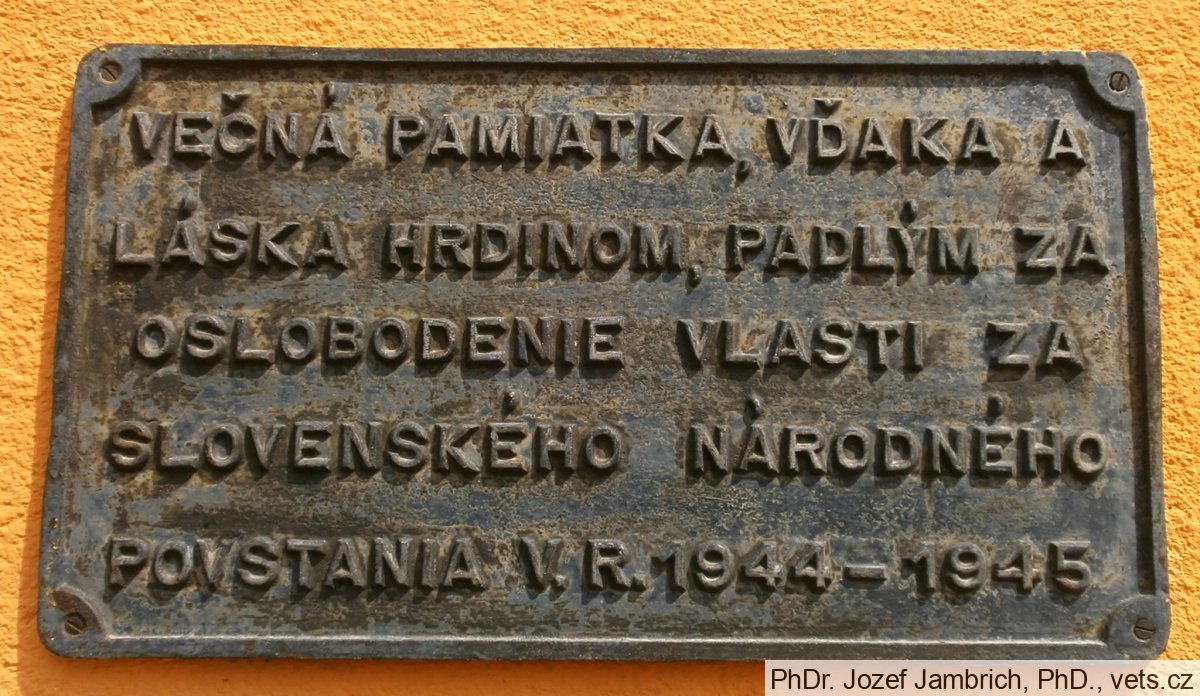 VEČNÁ PAMIATKA, VĎAKA A
LÁSKA HRDINOM, PADLÝM ZA
OSLOBODENIE VLASTI ZA
SLOVENSKÉHO NÁRODNÉHO
POVSTANIA V. R. 1944 – 1945
PhDr. Jozef Jambrich, PhD., vets.cz